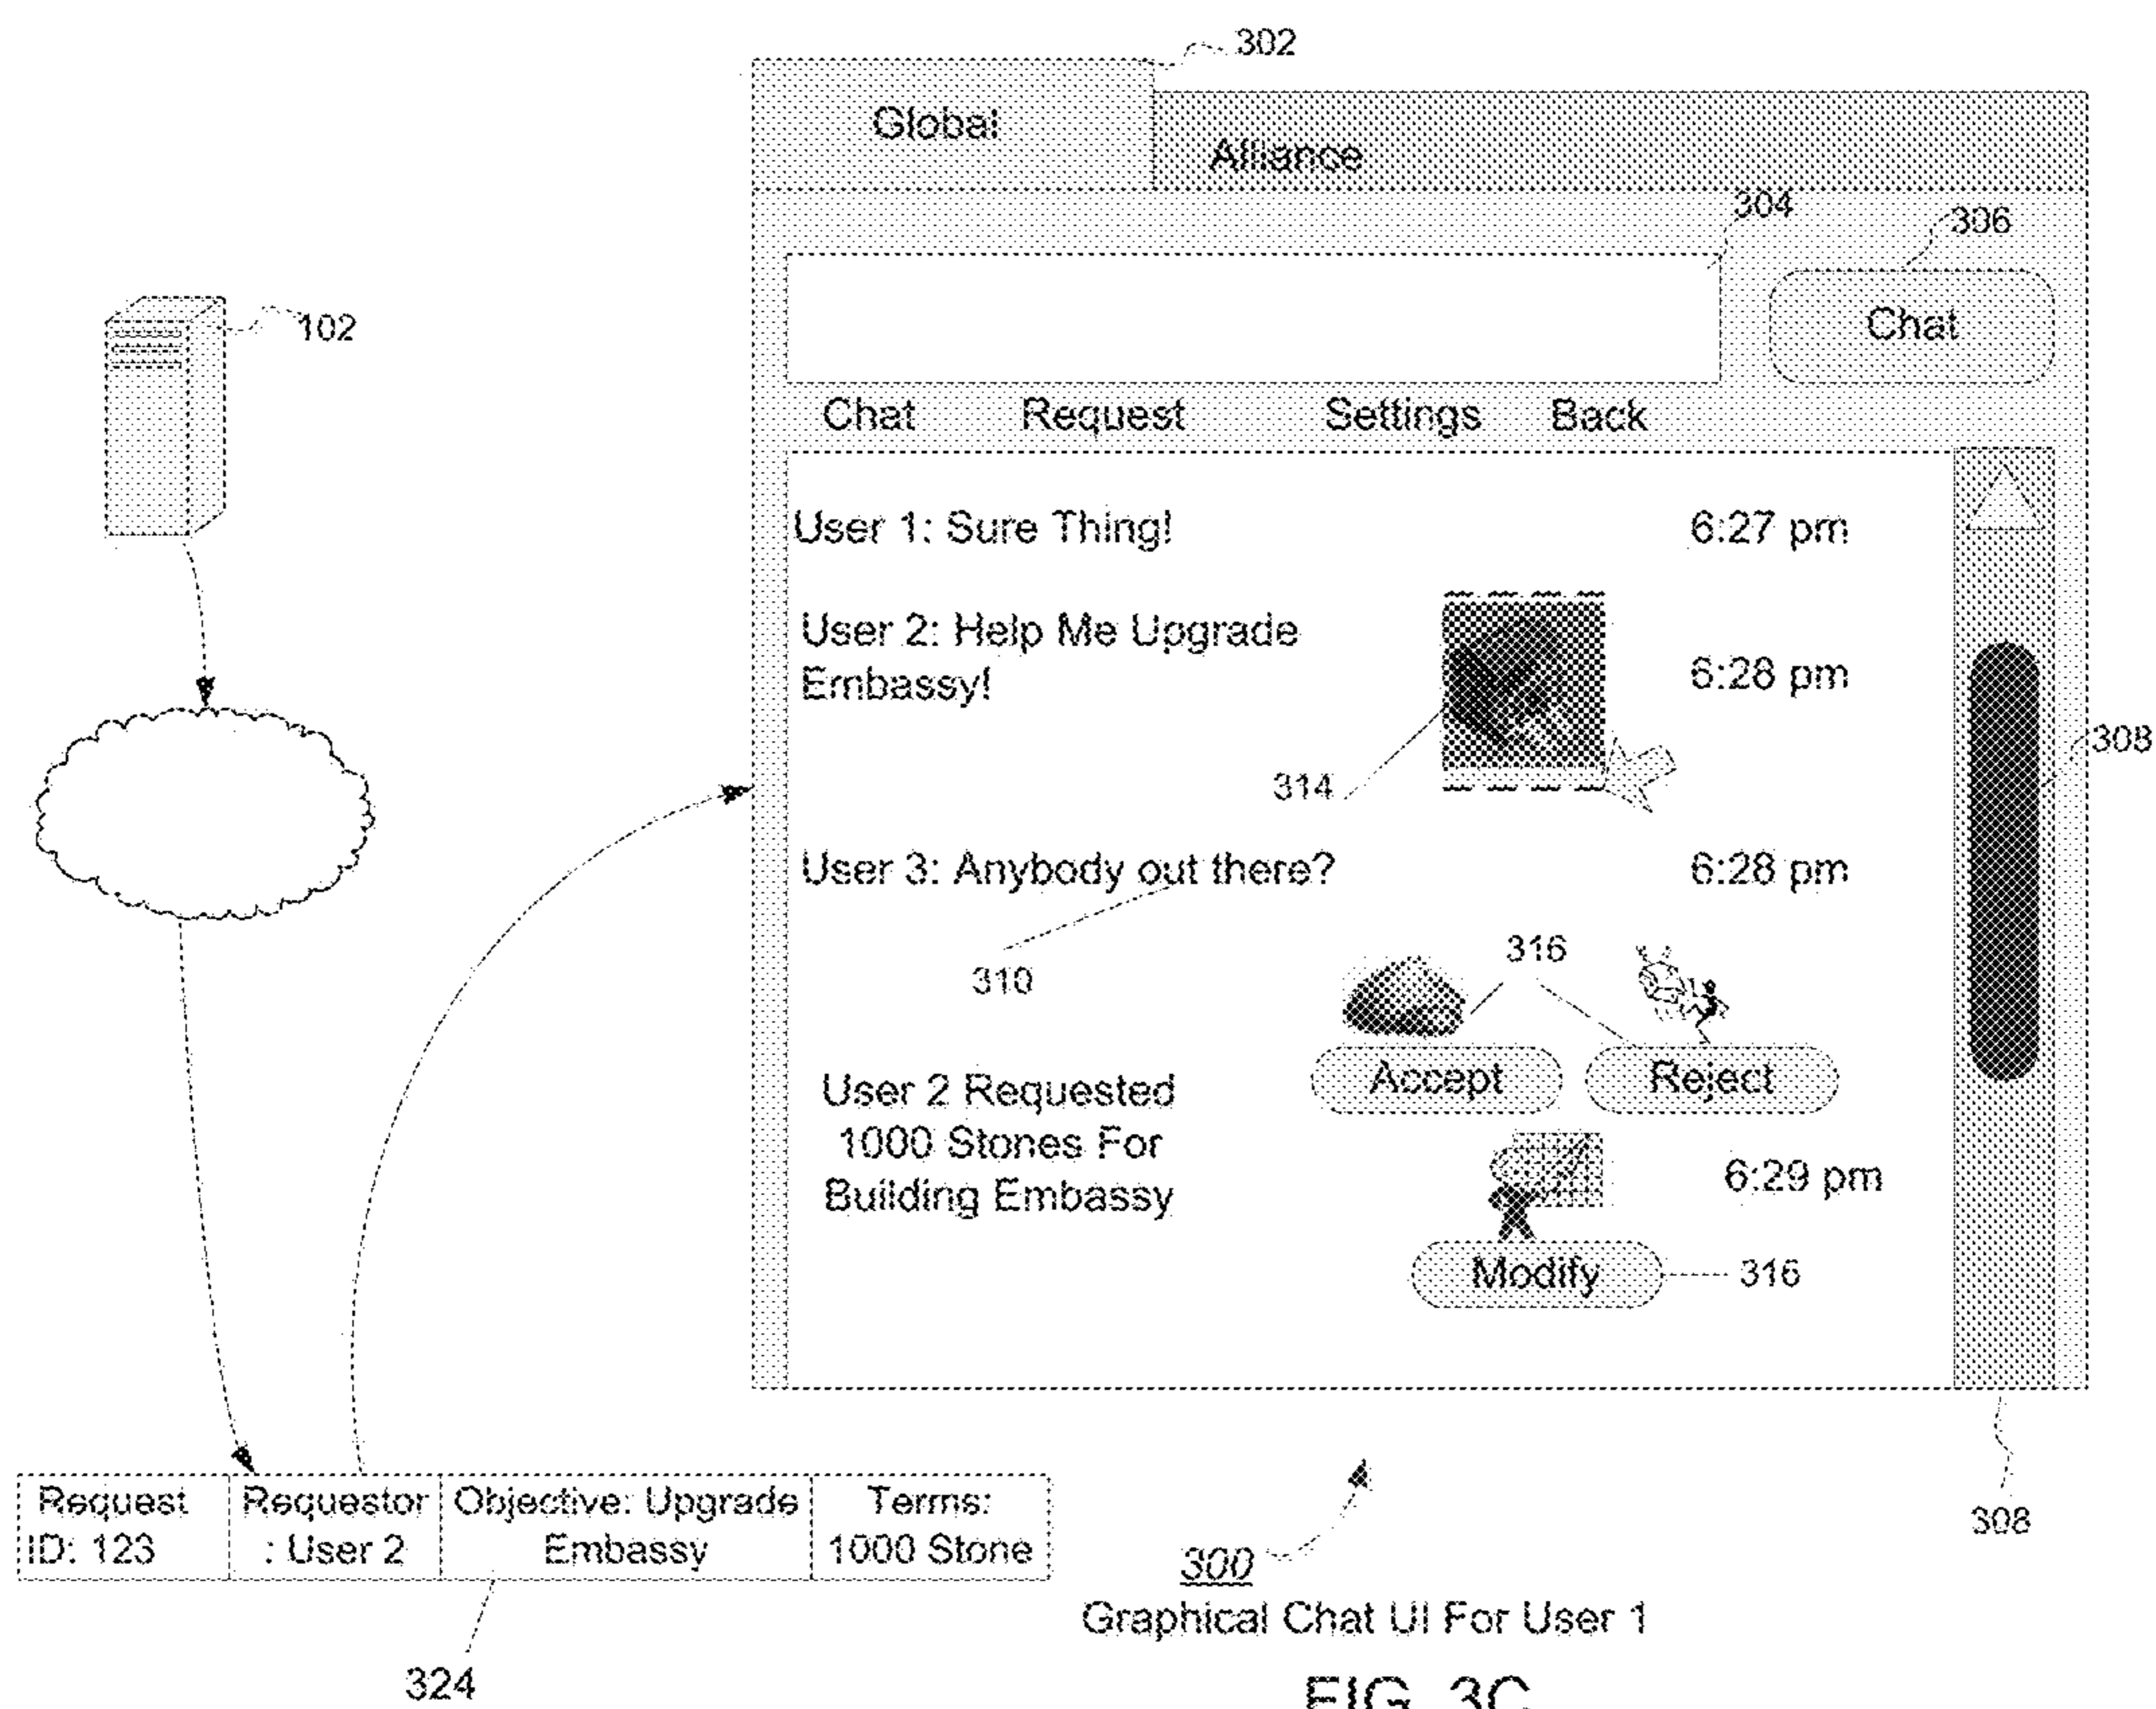 302
Global
Alliance
304
306
102
Chat
Chat Request Settings Back
User 1: Sure Thing! 6:27 pm
User 2: Help Me Upgrade
Embassy!
6:28 pm
308
314
User 3: Anybody out there? 6:28 pm
310
316
Accept Reject
User 2 Requested
1000 Stones For
Building Embassy
6:29 pm
Modify 316
308
Request
ID: 123
Requestor
: User 2
Objective: Upgrade
Embassy
Terms:
1000 Stone
324
300
Graphical Chat UI For User 1
FIG. 3C